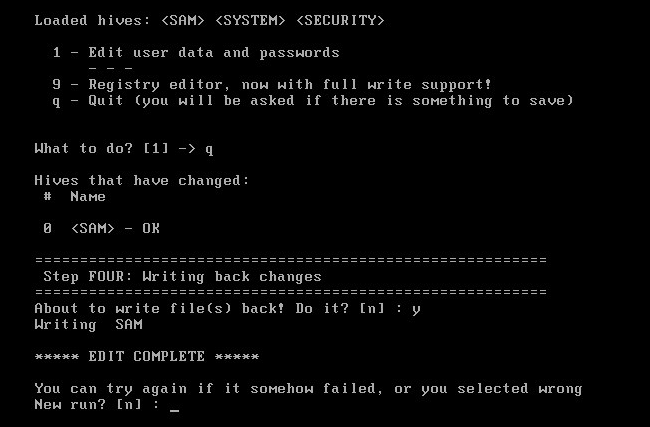 Loaded hives: <SAM> <SYSTEM> <SECURITY>
1 - Edit user data and passwords
- - -
9 - Registry editor, now with full write support!
q - Quit (you will be asked if there is something to save)
What to do? [1] -> q
Hives that have changed:
# Name
0 <SAM> - OK
=========================================================
Step FOUR: Writing back changes
=========================================================
About to write file(s) back! Do it? [n] : y
Writing  SAM
***** EDIT COMPLETE *****
You can try again if it somehow failed, or you selected wrong
New run? [n] : _